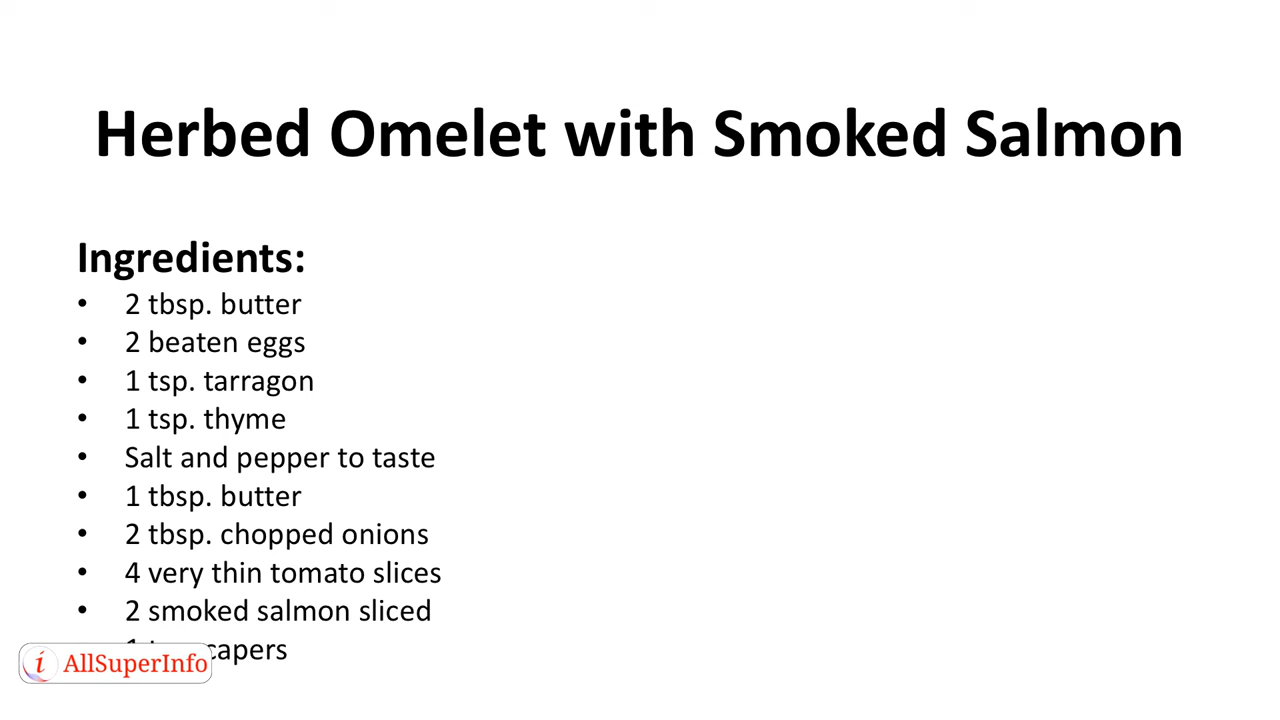 Herbed Omelet with Smoked Salmon
Ingredients:
• 2 tbsp. butter
• 2 beaten eggs
• 1 tsp. tarragon
• 1 tsp. thyme
• Salt and pepper to taste
• 1 tbsp. butter
• 2 tbsp. chopped onions
• 4 very thin tomato slices
• 2 smoked salmon sliced
capers
i AllSuperInfo